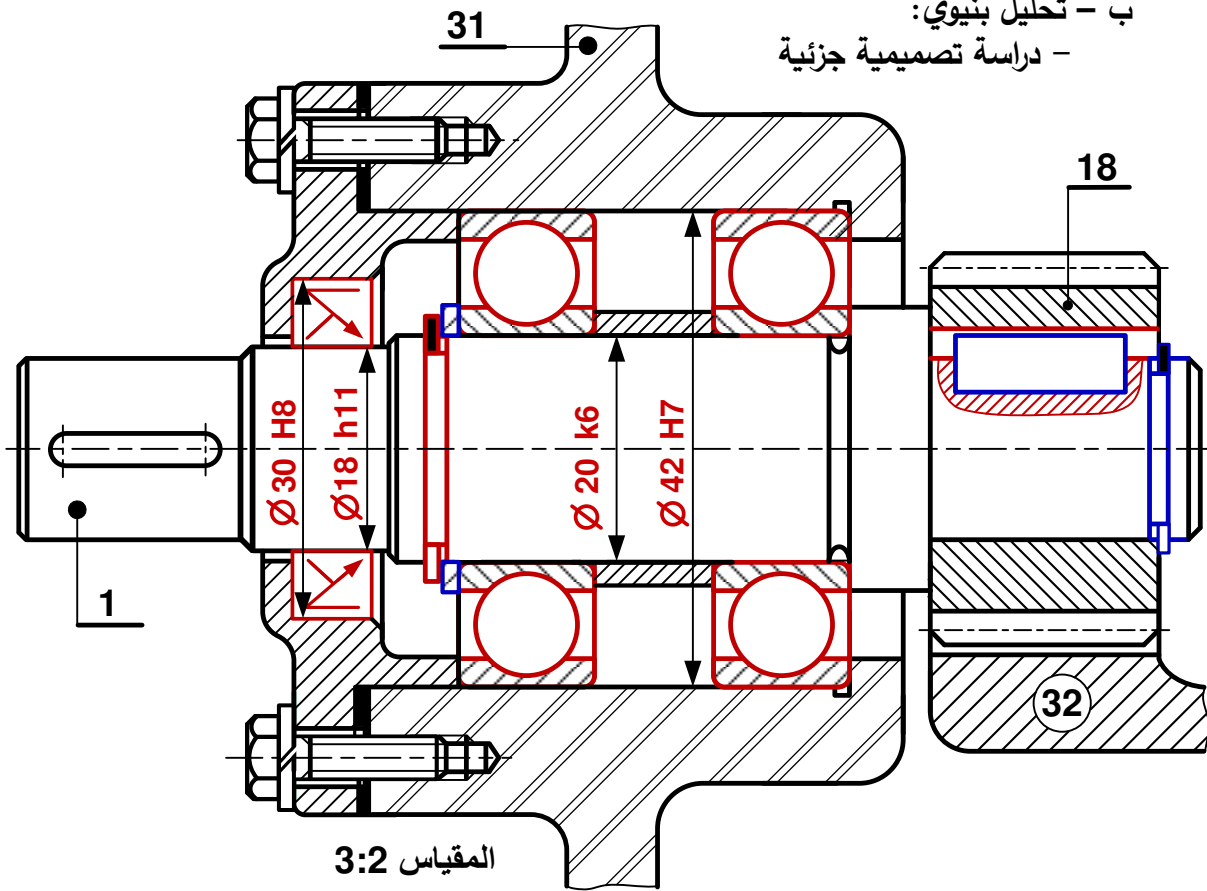 ب – تحليل بنيوي:
– دراسة تصميمية جزئية
31
18
Ø30 H8
Ø18 h11
Ø 20 k6
Ø 42 H7
1
32
المقياس 3:2